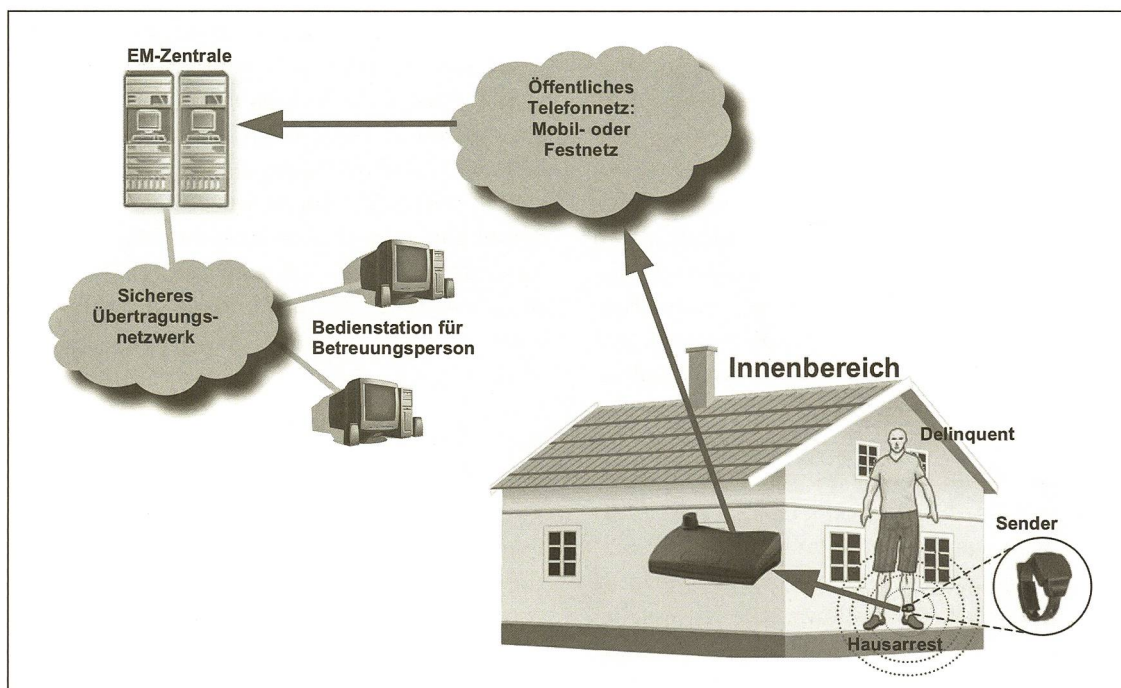 EM-Zentrale
Öffentliches
Telefonnetz:
Mobil- oder
Festnetz
Sicheres
Übertragungs-
netzwerk
Bedienstation für
Betreuungsperson
Innenbereich
Delinquent
Sender
Hausarrest